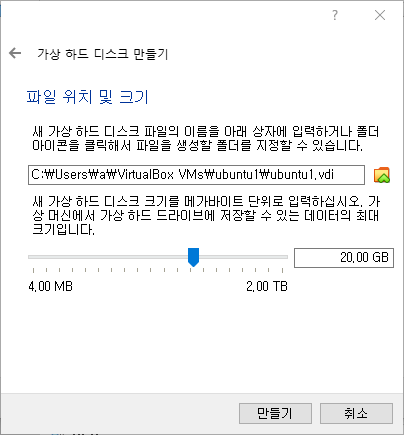 ?
가상 하드 디스크 만들기
파일 위치 및 크기
새 가상 하드 디스크 파일의 이름을 아래 상자에 입력하거나 폴더
아이콘을 클릭해서 파일을 생성할 폴더를 지정할 수 있습니다.
C:₩Users₩a₩VirtualBox VMs₩ubuntu1₩ubuntu1.vdi
새 가상 하드 디스크 크기를 메가바이트 단위로 입력하십시오. 가
상 머신에서 가상 하드 드라이브에 저장할 수 있는 데이터의 최대
크기입니다.
20.00 GB
4.00 MB 2.00 TB
만들기 취소